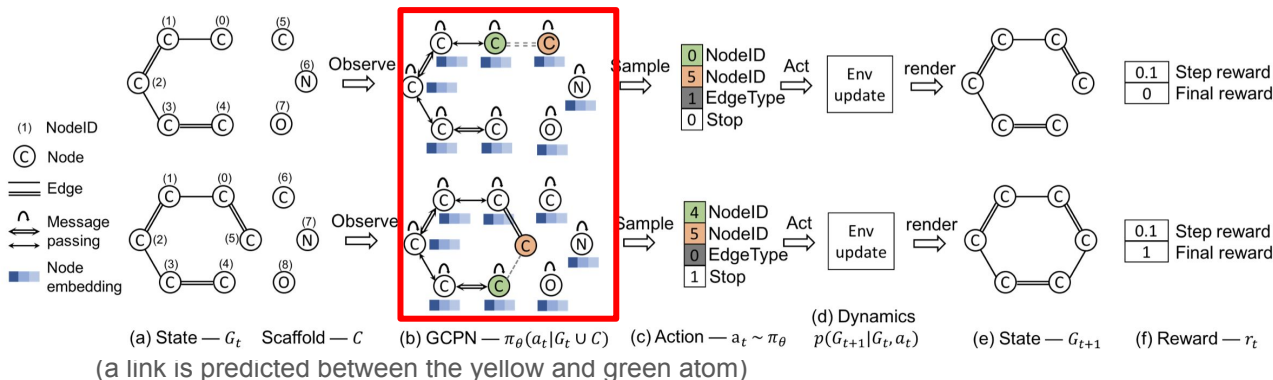 (1) (0) (5)
C C C
(6)
Observe
C (2) N
(3) (4) (7)
C C O
(1) NodeID
C Node
Edge
Message
passing
Node
embedding
C C C
C N
C C O
Sample
0 NodeID
5 NodeID
1 EdgeType
0 Stop
Act
Env
update
render
C C
C C
C C
0.1 Step reward
0 Final reward
(1) (0) (6)
C C C
(7)
Observe
C (2) (5) C N
(3) (4) (8)
C C O
C C C
C C N
C C O
Sample
4 NodeID
5 NodeID
0 EdgeType
1 Stop
Act
Env
update
render
C C
C C
C C
0.1 Step reward
1 Final reward
(a) State — G_t Scaffold — C (b) GCPN — π_θ(a_t|G_t ∪ C) (c) Action — a_t ~ π_θ (d) Dynamics
p(G_{t+1}|G_t, a_t) (e) State — G_{t+1} (f) Reward — r_t
(a link is predicted between the yellow and green atom)